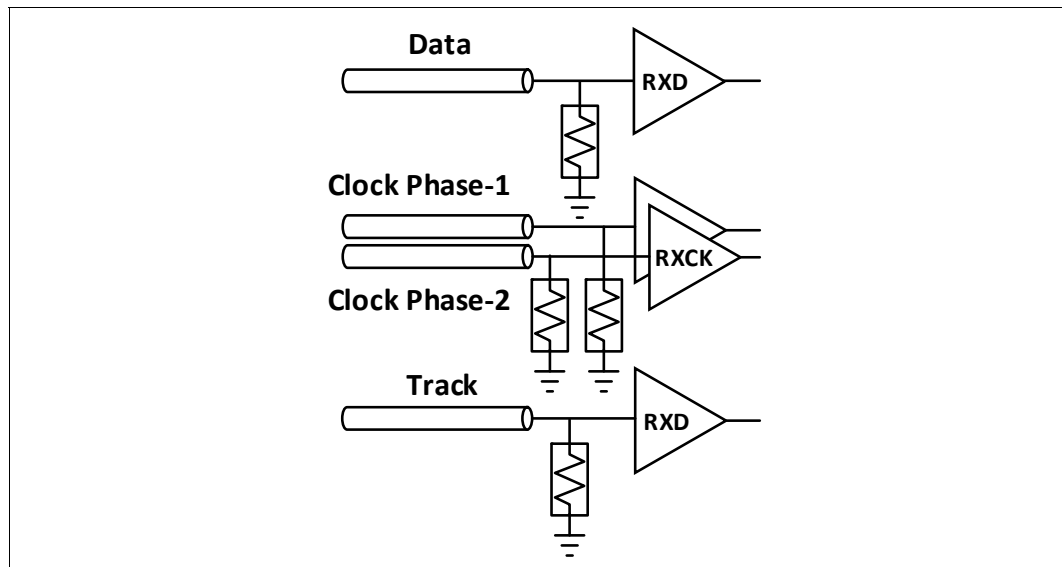 Data
RXD
Clock Phase-1
RXCK
Clock Phase-2
Track
RXD